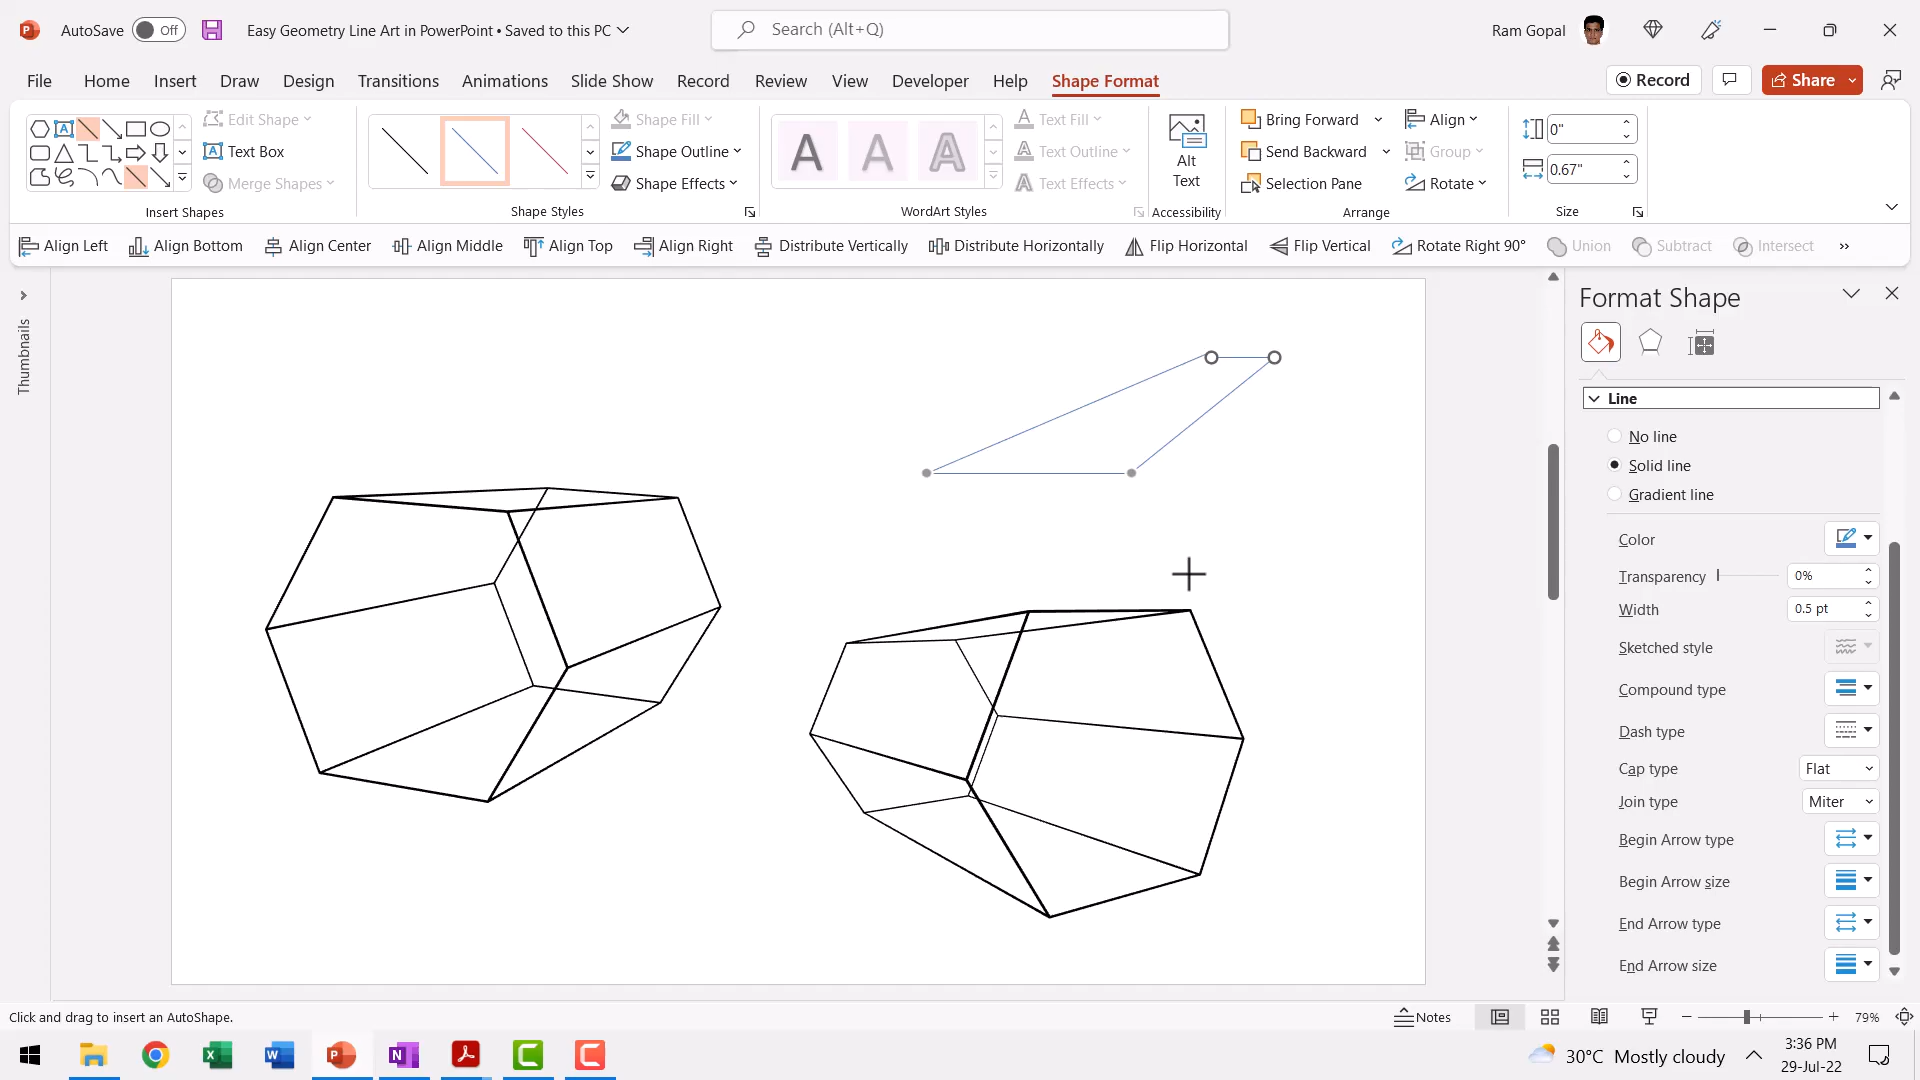 AutoSave Off Easy Geometry Line Art in PowerPoint • Saved to this PC Search (Alt+Q) Ram Gopal
File Home Insert Draw Design Transitions Animations Slide Show Record Review View Developer Help Shape Format Record Share
Edit Shape Shape Fill Text Fill Bring Forward Align 0"
A Text Box Shape Outline A A A Text Outline Alt Text Send Backward Group
Merge Shapes Shape Effects Text Effects Selection Pane Rotate 0.67"
Insert Shapes Shape Styles WordArt Styles Accessibility Arrange Size
Align Left Align Bottom Align Center Align Middle Align Top Align Right Distribute Vertically Distribute Horizontally Flip Horizontal Flip Vertical Rotate Right 90° Union Subtract Intersect »
Thumbnails
Format Shape
Line
No line
Solid line
Gradient line
Color
Transparency 0%
Width 0.5 pt
Sketched style
Compound type
Dash type
Cap type Flat
Join type Miter
Begin Arrow type
Begin Arrow size
End Arrow type
End Arrow size
Click and drag to insert an AutoShape. Notes 79%
30°C Mostly cloudy 3:36 PM
29-Jul-22